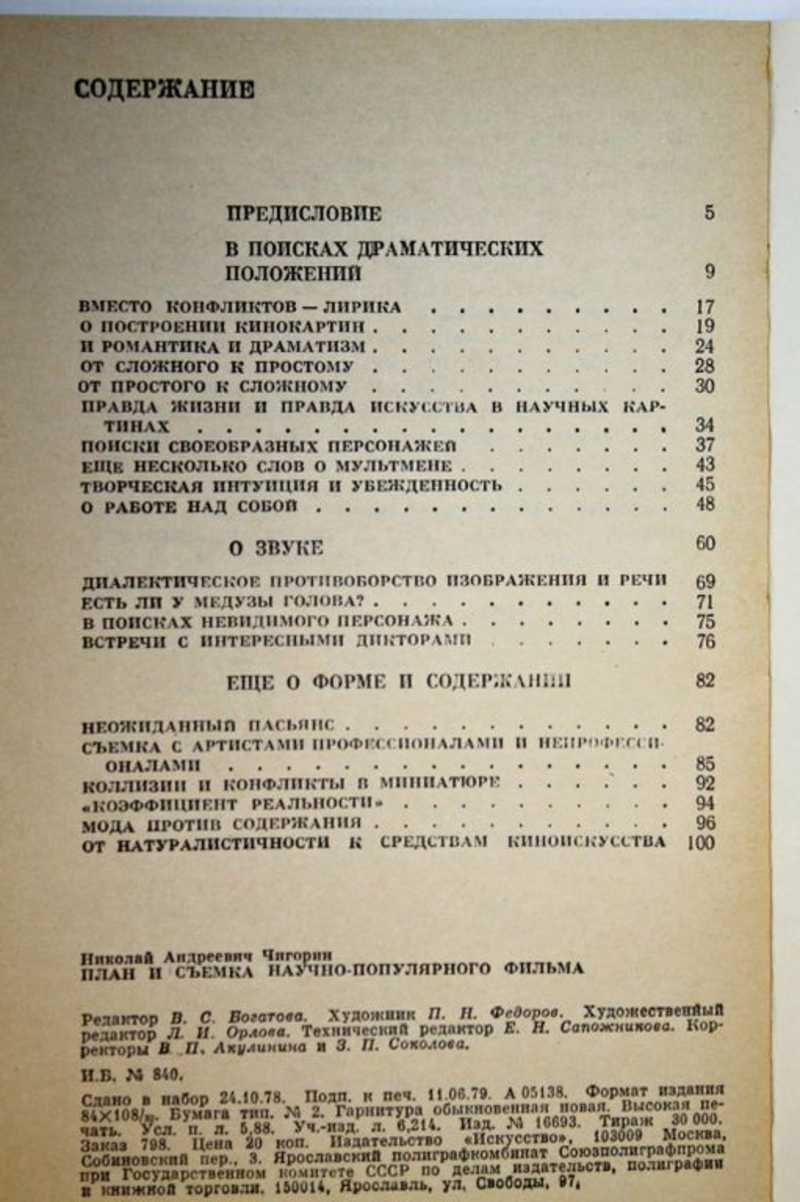 СОДЕРЖАНИЕ
ПРЕДИСЛОВИЕ 5
В ПОИСКАХ ДРАМАТИЧЕСКИХ
ПОЛОЖЕНИЙ 9
ВМЕСТО КОНФЛИКТОВ — ЛИРИКА . . . . . . . . . 17
О ПОСТРОЕНИИ КИНОКАРТИН . . . . . . . . . . . 19
И РОМАНТИКА И ДРАМАТИЗМ . . . . . . . . . . . 24
ОТ СЛОЖНОГО К ПРОСТОМУ . . . . . . . . . . . 28
ОТ ПРОСТОГО К СЛОЖНОМУ . . . . . . . . . . . 30
ПРАВДА ЖИЗНИ И ПРАВДА ИСКУССТВА В НАУЧНЫХ КАР-
ТИНАХ . . . . . . . . . . . . . . . . . 34
ПОИСКИ СВОЕОБРАЗНЫХ ПЕРСОНАЖЕЙ . . . . . . . 37
ЕЩЕ НЕСКОЛЬКО СЛОВ О МУЛЬТМЕНЕ . . . . . . . . 43
ТВОРЧЕСКАЯ ИНТУИЦИЯ И УБЕЖДЕННОСТЬ . . . . . . 45
О РАБОТЕ НАД СОБОЙ . . . . . . . . . . . . . 48
О ЗВУКЕ 60
ДИАЛЕКТИЧЕСКОЕ ПРОТИВОБОРСТВО ИЗОБРАЖЕНИЯ И РЕЧИ 69
ЕСТЬ ЛИ У МЕДУЗЫ ГОЛОВА? . . . . . . . . . . . 71
В ПОИСКАХ НЕВИДИМОГО ПЕРСОНАЖА . . . . . . . . 75
ВСТРЕЧИ С ИНТЕРЕСНЫМИ ДИКТОРАМИ . . . . . . . 76
ЕЩЕ О ФОРМЕ И СОДЕРЖАНИИ 82
НЕОЖИДАННЫЙ ПАСЬЯНС . . . . . . . . . . . . 82
СЪЕМКА С АРТИСТАМИ ПРОФЕССИОНАЛАМИ И НЕПРОФЕССИ-
ОНАЛАМИ . . . . . . . . . . . . . . . . 85
КОЛЛИЗИИ И КОНФЛИКТЫ В МИНИАТЮРЕ . . . . . . 92
«КОЭФФИЦИЕНТ РЕАЛЬНОСТИ» . . . . . . . . . . 94
МОДА ПРОТИВ СОДЕРЖАНИЯ . . . . . . . . . . . 96
ОТ НАТУРАЛИСТИЧНОСТИ К СРЕДСТВАМ КИНОИСКУССТВА 100
Николай Андреевич Чигорин
ПЛАН И СЪЕМКА НАУЧНО-ПОПУЛЯРНОГО ФИЛЬМА
Редактор В. С. Богатова. Художник П. Н. Федоров. Художественный
редактор Л. И. Орлова. Технический редактор Е. Н. Сапожникова. Кор-
ректоры В. П. Акулинина и З. П. Соколова.
И.Б. № 840.
Сдано в набор 24.10.78. Подп. к печ. 11.06.79. А 05138. Формат издания
84×108/ Бумага тип. № 2. Гарнитура обыкновенная новая. Высокая пе-
чать. Усл. п. л. 5,88. Уч.-изд. л. 6,214. Изд. № 16693. Тираж 30 000.
Заказ 798. Цена 20 коп. Издательство «Искусство», 103009 Москва,
Собиновский пер., 3. Ярославский полиграфкомбинат Союзполиграфпрома
при Государственном комитете СССР по делам издательств, полиграфии
и книжной торговли. 150014, Ярославль, ул. Свободы, 97.